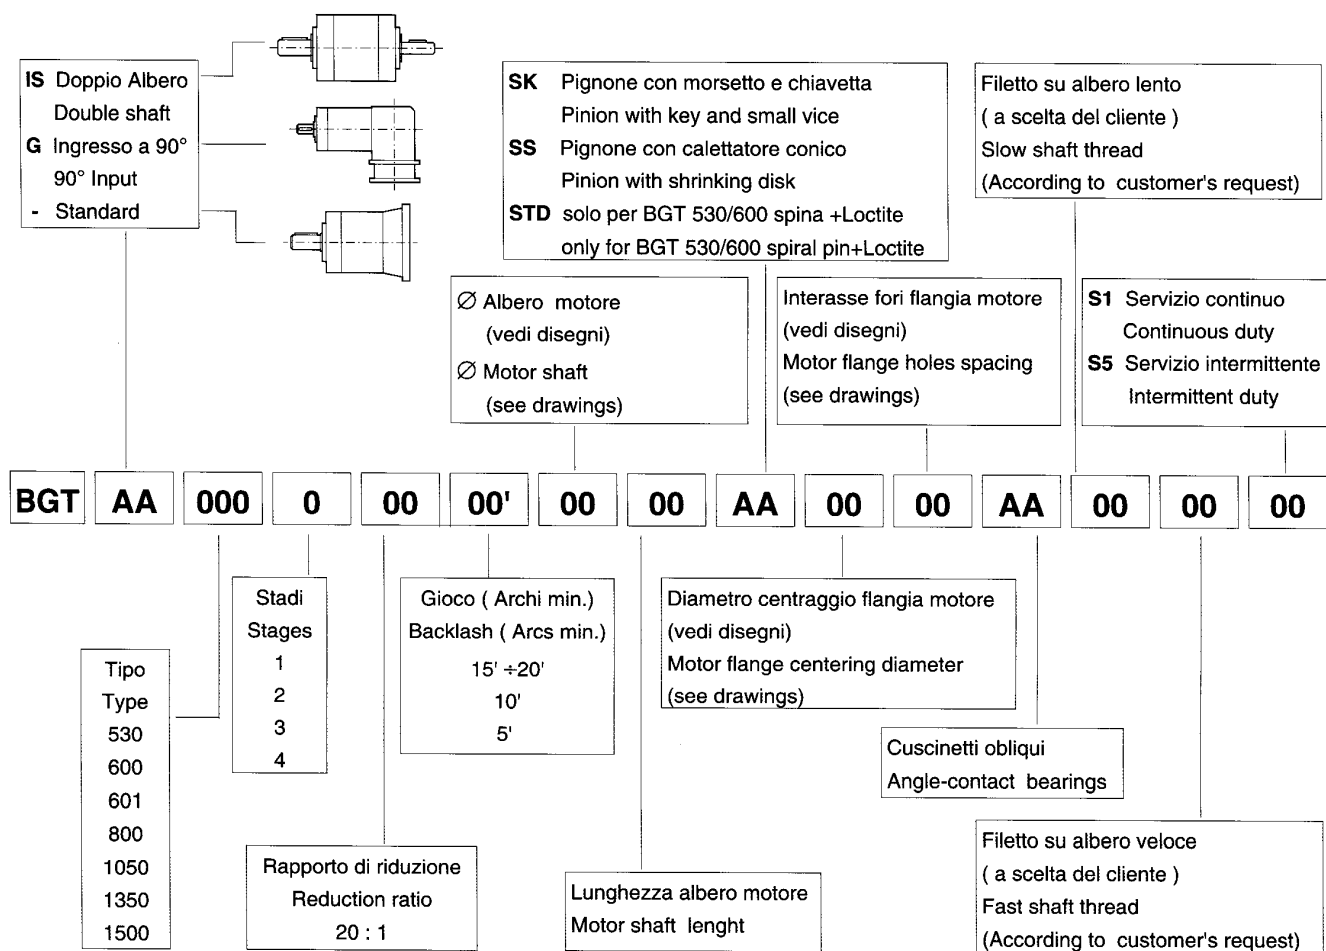 IS Doppio Albero
Double shaft
G Ingresso a 90°
90° Input
- Standard
SK Pignone con morsetto e chiavetta
Pinion with key and small vice
SS Pignone con calettatore conico
Pinion with shrinking disk
STD solo per BGT 530/600 spina +Loctite
only for BGT 530/600 spiral pin+Loctite
Filetto su albero lento
( a scelta del cliente )
Slow shaft thread
(According to customer's request)
Ø Albero motore
(vedi disegni)
Ø Motor shaft
(see drawings)
Interasse fori flangia motore
(vedi disegni)
Motor flange holes spacing
(see drawings)
S1 Servizio continuo
Continuous duty
S5 Servizio intermittente
Intermittent duty
BGT AA 000 0 00 00' 00 00 AA 00 00 AA 00 00 00
Tipo
Type
530
600
601
800
1050
1350
1500
Stadi
Stages
1
2
3
4
Rapporto di riduzione
Reduction ratio
20 : 1
Gioco ( Archi min.)
Backlash ( Arcs min.)
15' ÷20'
10'
5'
Lunghezza albero motore
Motor shaft lenght
Diametro centraggio flangia motore
(vedi disegni)
Motor flange centering diameter
(see drawings)
Cuscinetti obliqui
Angle-contact bearings
Filetto su albero veloce
( a scelta del cliente )
Fast shaft thread
(According to customer's request)